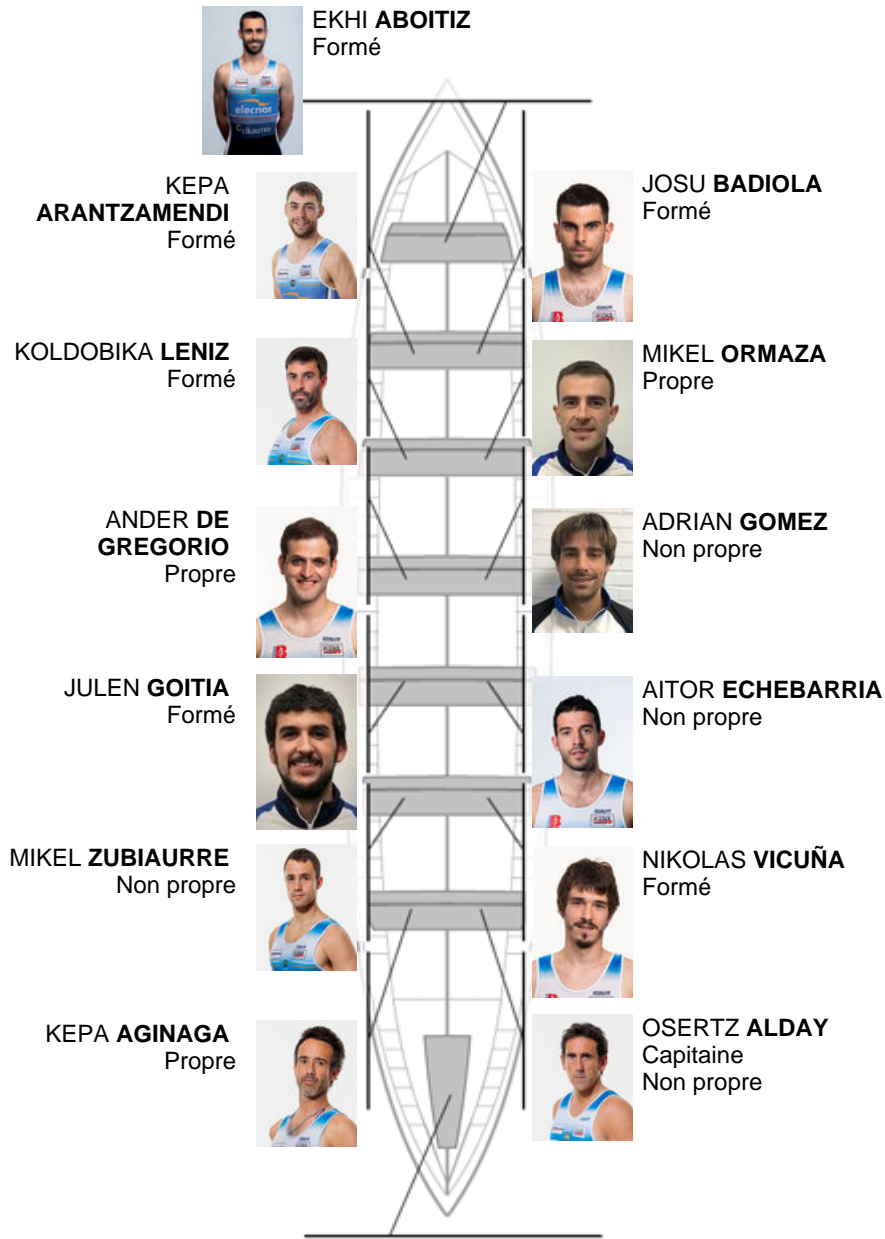 EKHI ABOITIZ
Formé
elecnor
KEPA
ARANTZAMENDI
Formé
JOSU BADIOLA
Formé
KOLDOBIKA LENIZ
Formé
MIKEL ORMAZA
Propre
ANDER DE
GREGORIO
Propre
ADRIAN GOMEZ
Non propre
JULEN GOITIA
Formé
AITOR ECHEBARRIA
Non propre
MIKEL ZUBIAURRE
Non propre
NIKOLAS VICUÑA
Formé
KEPA AGINAGA
Propre
OSERTZ ALDAY
Capitaine
Non propre